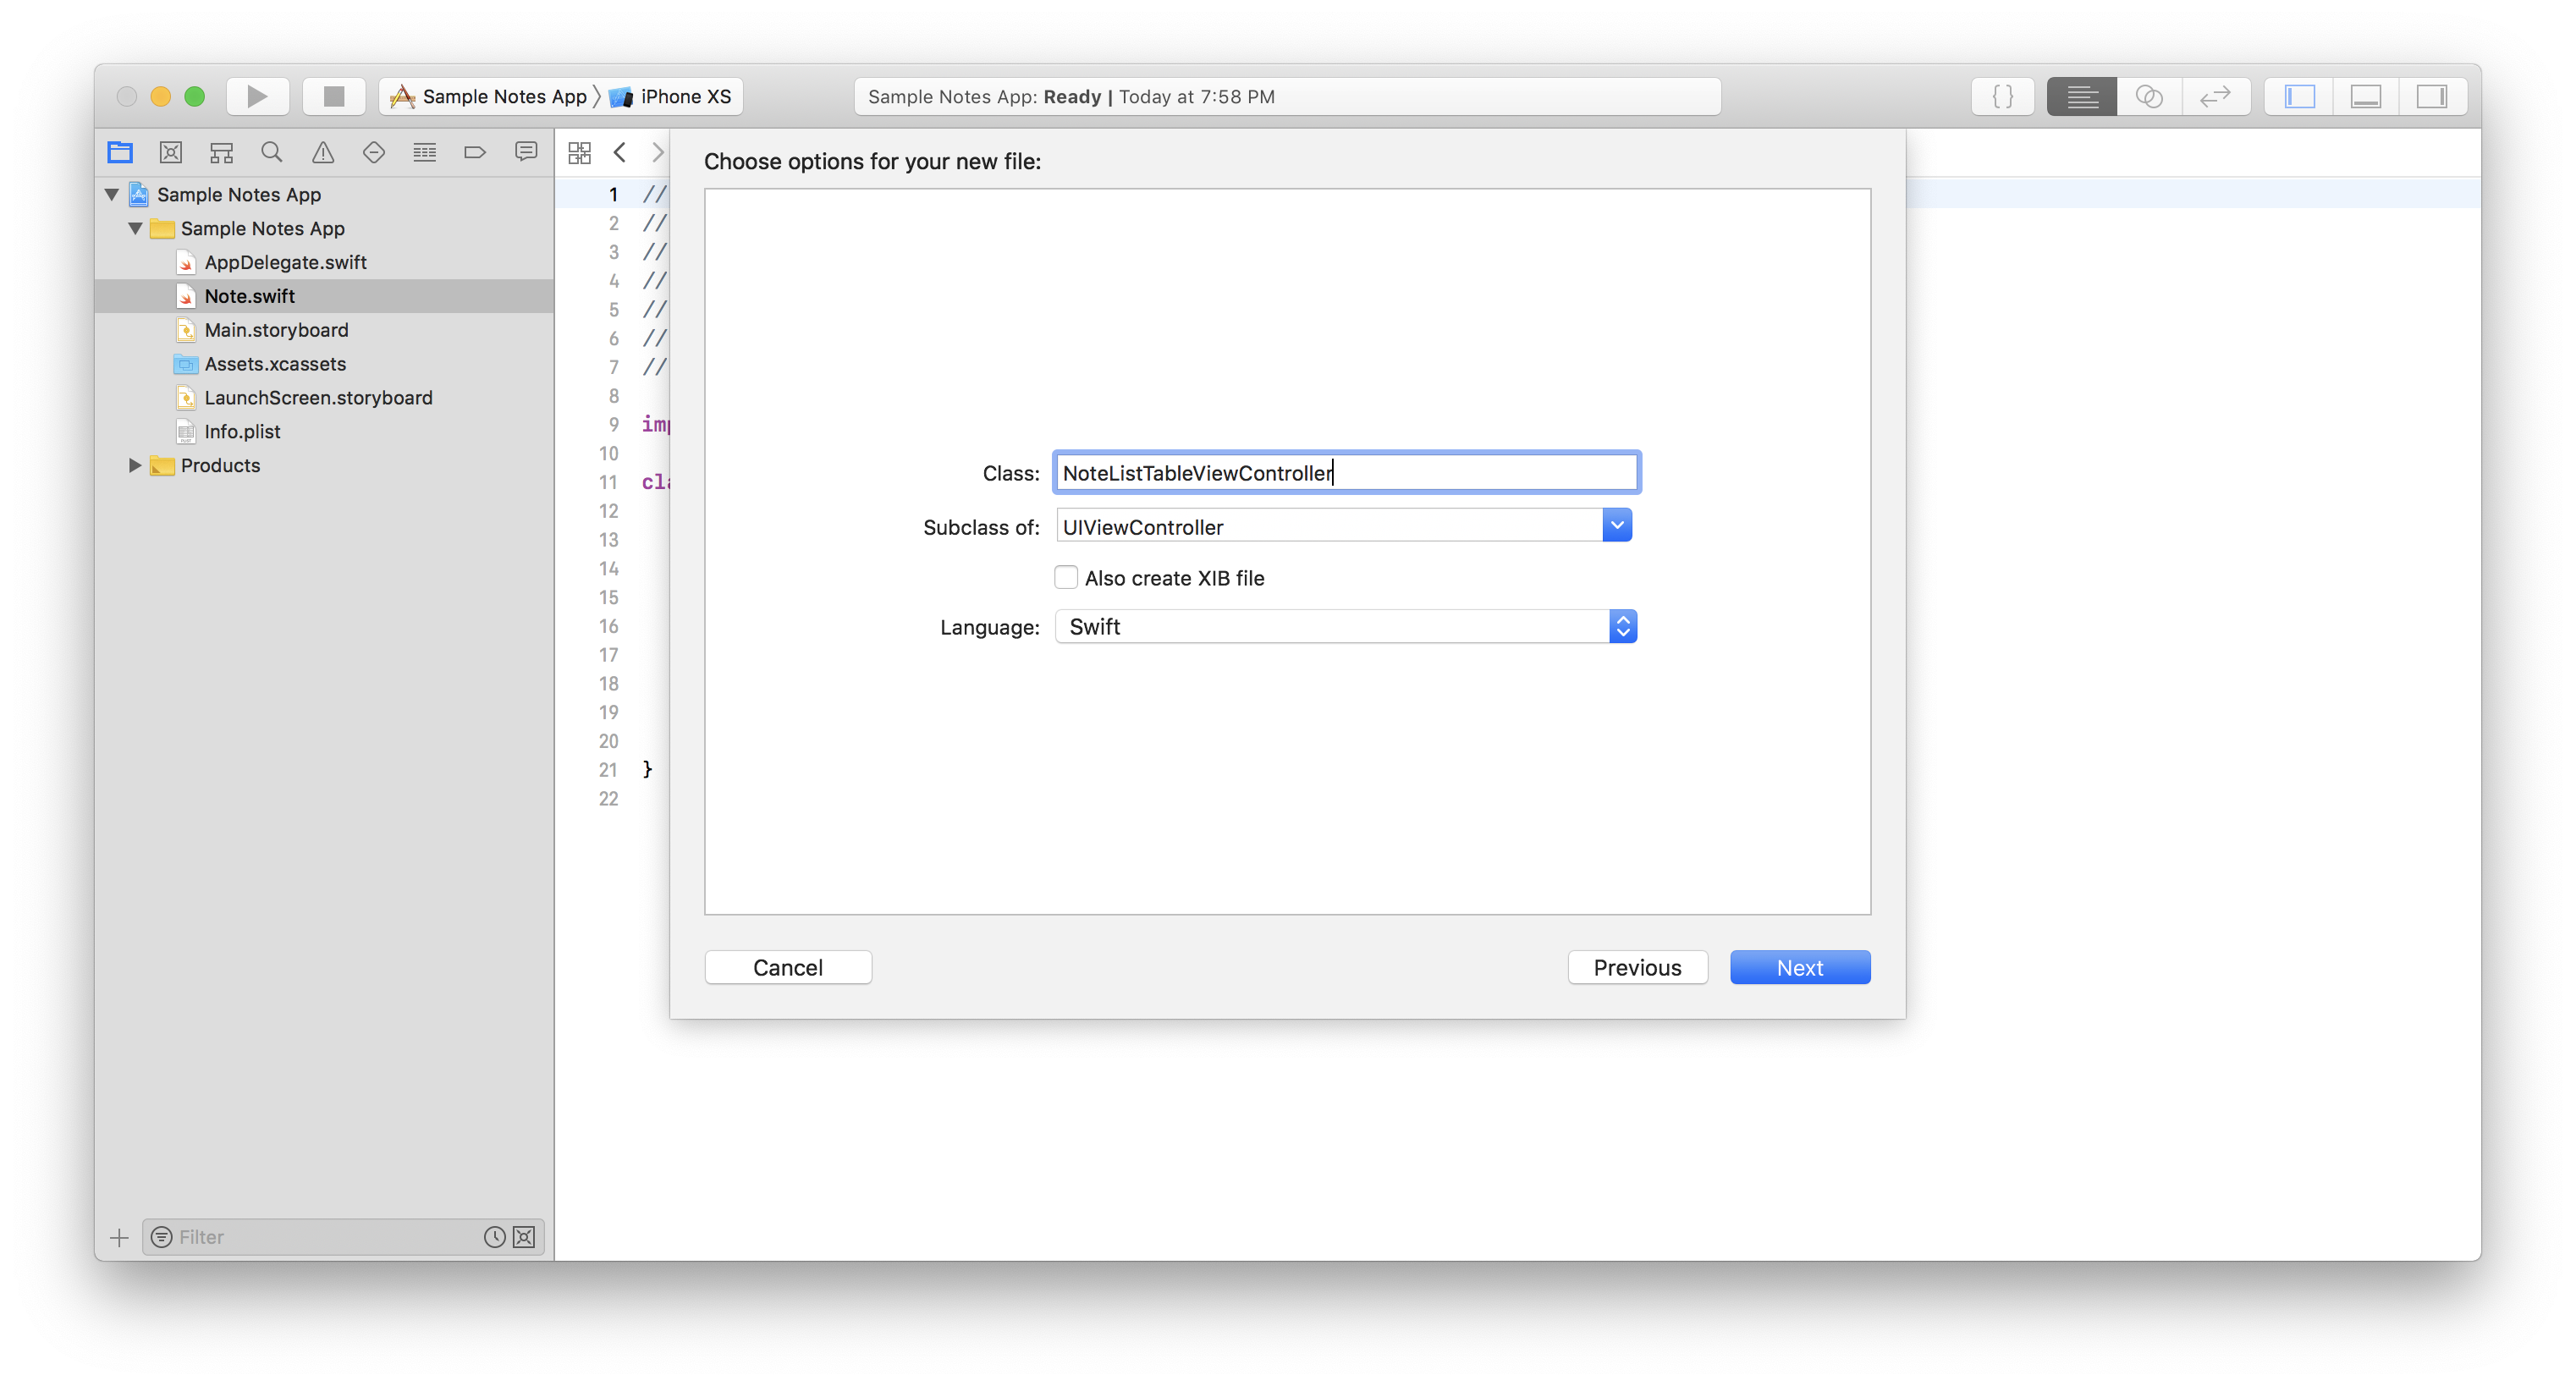 Sample Notes App 〉 iPhone XS
Sample Notes App: Ready | Today at 7:58 PM
{ }
Sample Notes App
Sample Notes App
AppDelegate.swift
Note.swift
Main.storyboard
Assets.xcassets
LaunchScreen.storyboard
Info.plist
Products
Filter
1 //
2 //
3 //
4 //
5 //
6 //
7 //
8
9 imp
10
11 cla
12
13
14
15
16
17
18
19
20
21 }
22
Choose options for your new file:
Class: NoteListTableViewController
Subclass of: UIViewController
Also create XIB file
Language: Swift
Cancel
Previous
Next